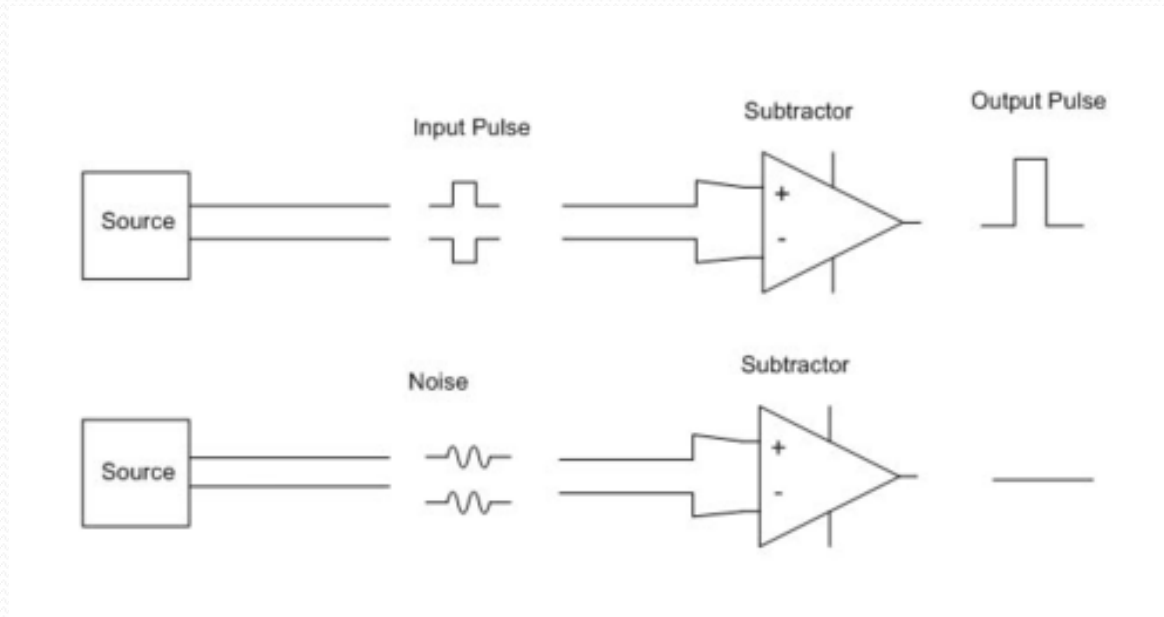 Input Pulse
Subtractor
Output Pulse
Source
+
-
Noise
Subtractor
Source
+
-